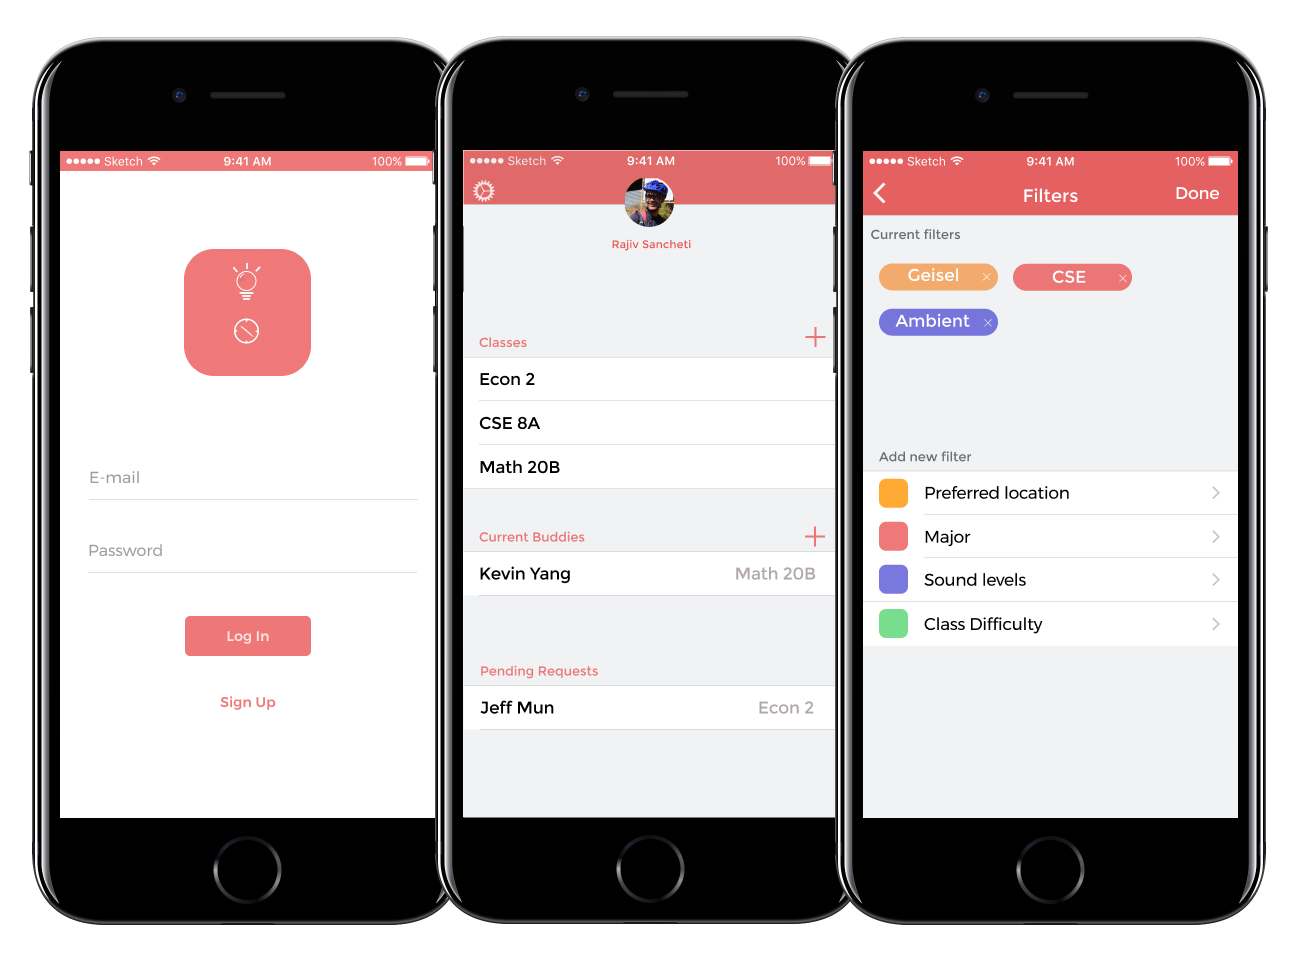 Sketch 9:41 AM 100%
E-mail
Password
Log In
Sign Up
Sketch 9:41 AM 100%
Rajiv Sancheti
Classes
Econ 2
CSE 8A
Math 20B
Current Buddies
Kevin Yang Math 20B
Pending Requests
Jeff Mun Econ 2
Sketch 9:41 AM 100%
Filters Done
Current filters
Geisel × CSE ×
Ambient ×
Add new filter
Preferred location
Major
Sound levels
Class Difficulty